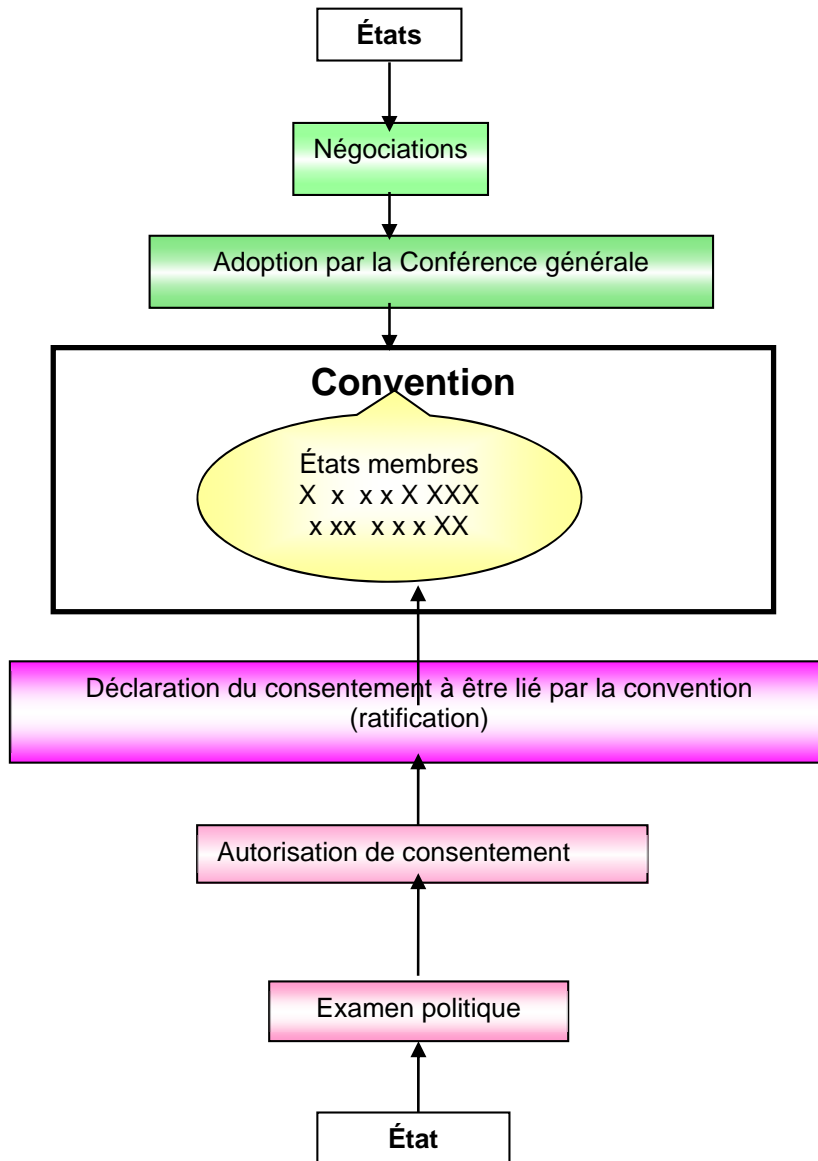 États
Négociations
Adoption par la Conférence générale
Convention
États membres
X x x x X XXX
x xx x x x XX
Déclaration du consentement à être lié par la convention
(ratification)
Autorisation de consentement
Examen politique
État